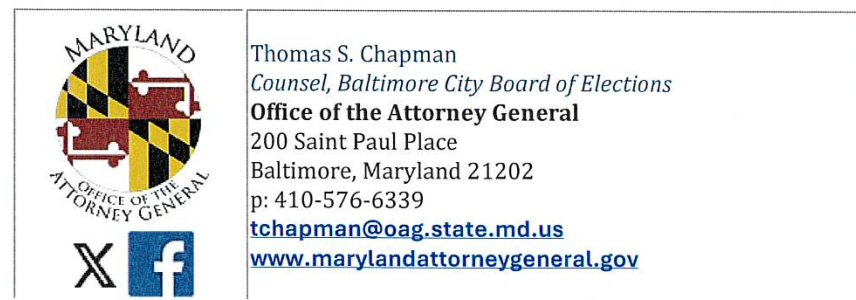 MARYLAND
OFFICE OF THE
ATTORNEY GENERAL
Thomas S. Chapman
Counsel, Baltimore City Board of Elections
Office of the Attorney General
200 Saint Paul Place
Baltimore, Maryland 21202
p: 410-576-6339
tchapman@oag.state.md.us
www.marylandattorneygeneral.gov